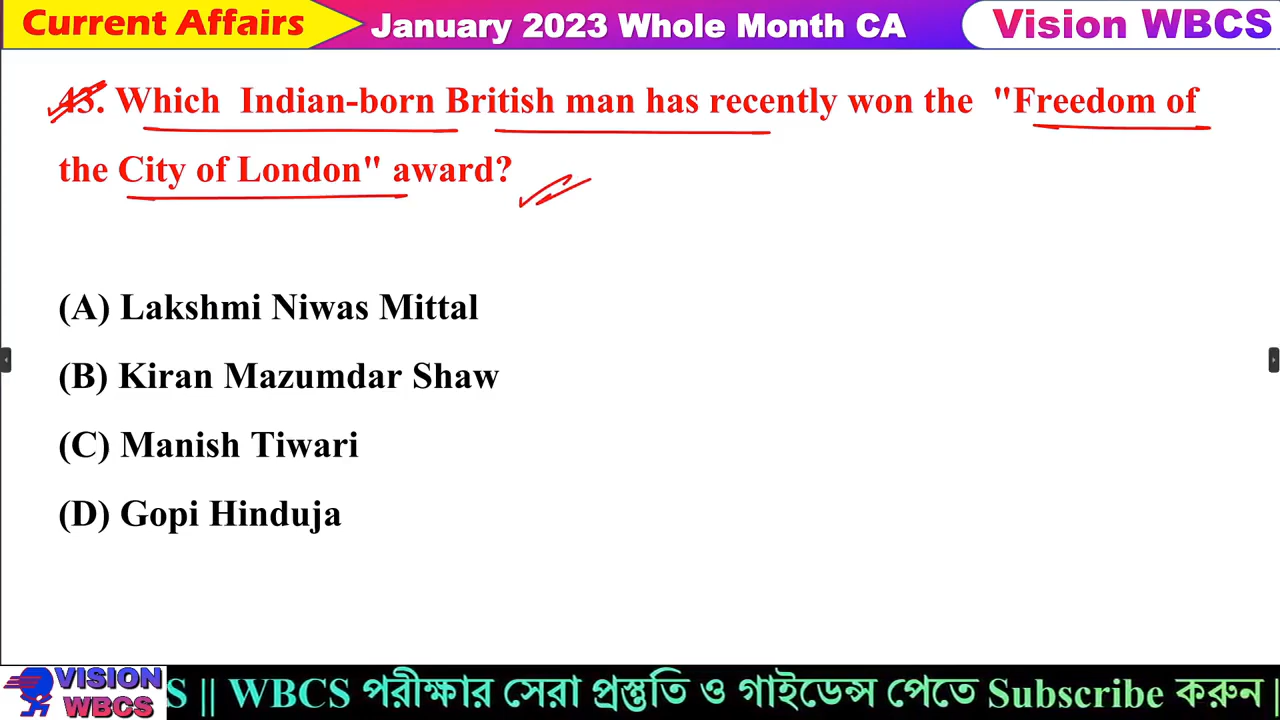 Current Affairs
January 2023 Whole Month CA
Vision WBCS
43. Which Indian-born British man has recently won the "Freedom of
the City of London" award?
(A) Lakshmi Niwas Mittal
(B) Kiran Mazumdar Shaw
(C) Manish Tiwari
(D) Gopi Hinduja
VISION
WBCS
S || WBCS পরীক্ষার সেরা প্রস্তুতি ও গাইডেন্স পেতে Subscribe করুন |